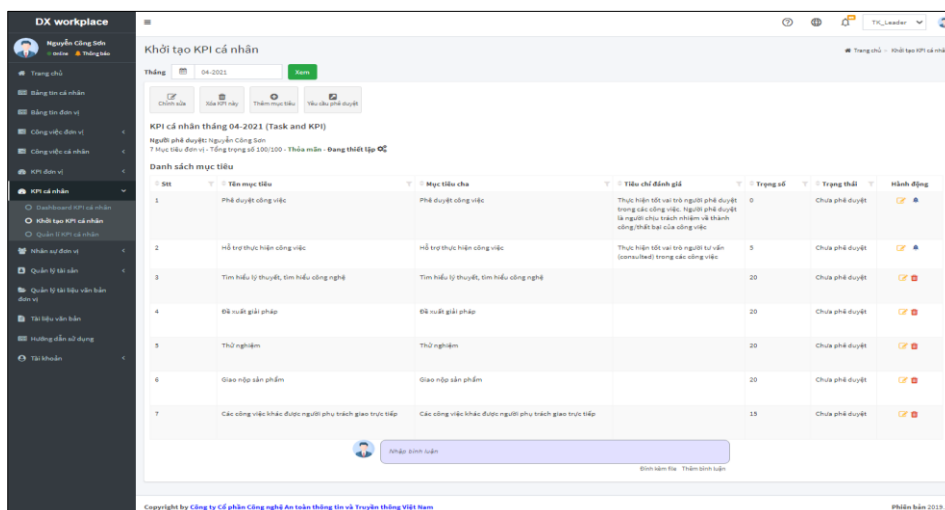 DX workplace
TX_Leader
Nguyễn Công Sơn
Online Thông báo
Khởi tạo KPI cá nhân
Trang chủ > Khởi tạo KPI cá nhân
Tháng 04-2021 Xem
Trang chủ
Bảng tin cá nhân
Bảng tin đơn vị
Công việc đơn vị
Công việc cá nhân
KPI đơn vị
KPI cá nhân
Dashboard KPI cá nhân
Khởi tạo KPI cá nhân
Quản lí KPI cá nhân
Nhân sự đơn vị
Quản lý tài sản
Quản lý tài liệu văn bản
đơn vị
Tài liệu văn bản
Hướng dẫn sử dụng
Tài khoản
Chỉnh sửa Xóa KPI này Thêm mục tiêu Yêu cầu phê duyệt
KPI cá nhân tháng 04-2021 (Task and KPI)
Người phê duyệt: Nguyễn Công Sơn
7 Mục tiêu đơn vị - Tổng trọng số 100/100 - Thỏa mãn - Đang thiết lập
Danh sách mục tiêu
Stt Tên mục tiêu Mục tiêu cha Tiêu chí đánh giá Trọng số Trạng thái Hành động
1 Phê duyệt công việc Phê duyệt công việc Thực hiện tốt vai trò người phê duyệt 0 Chưa phê duyệt
trong các công việc. Người phê duyệt
là người chịu trách nhiệm về thành
công/thất bại của công việc
2 Hỗ trợ thực hiện công việc Hỗ trợ thực hiện công việc Thực hiện tốt vai trò người tư vấn 5 Chưa phê duyệt
(consulted) trong các công việc
3 Tìm hiểu lý thuyết, tìm hiểu công nghệ Tìm hiểu lý thuyết, tìm hiểu công nghệ 20 Chưa phê duyệt
4 Đề xuất giải pháp Đề xuất giải pháp 20 Chưa phê duyệt
5 Thử nghiệm Thử nghiệm 20 Chưa phê duyệt
6 Giao nộp sản phẩm Giao nộp sản phẩm 20 Chưa phê duyệt
7 Các công việc khác được người phụ trách giao trực tiếp Các công việc khác được người phụ trách giao trực tiếp 15 Chưa phê duyệt
Nhập bình luận
Đính kèm file Thêm bình luận
Copyright by Công ty Cổ phần Công nghệ An toàn thông tin và Truyền thông Việt Nam
Phiên bản 2019.